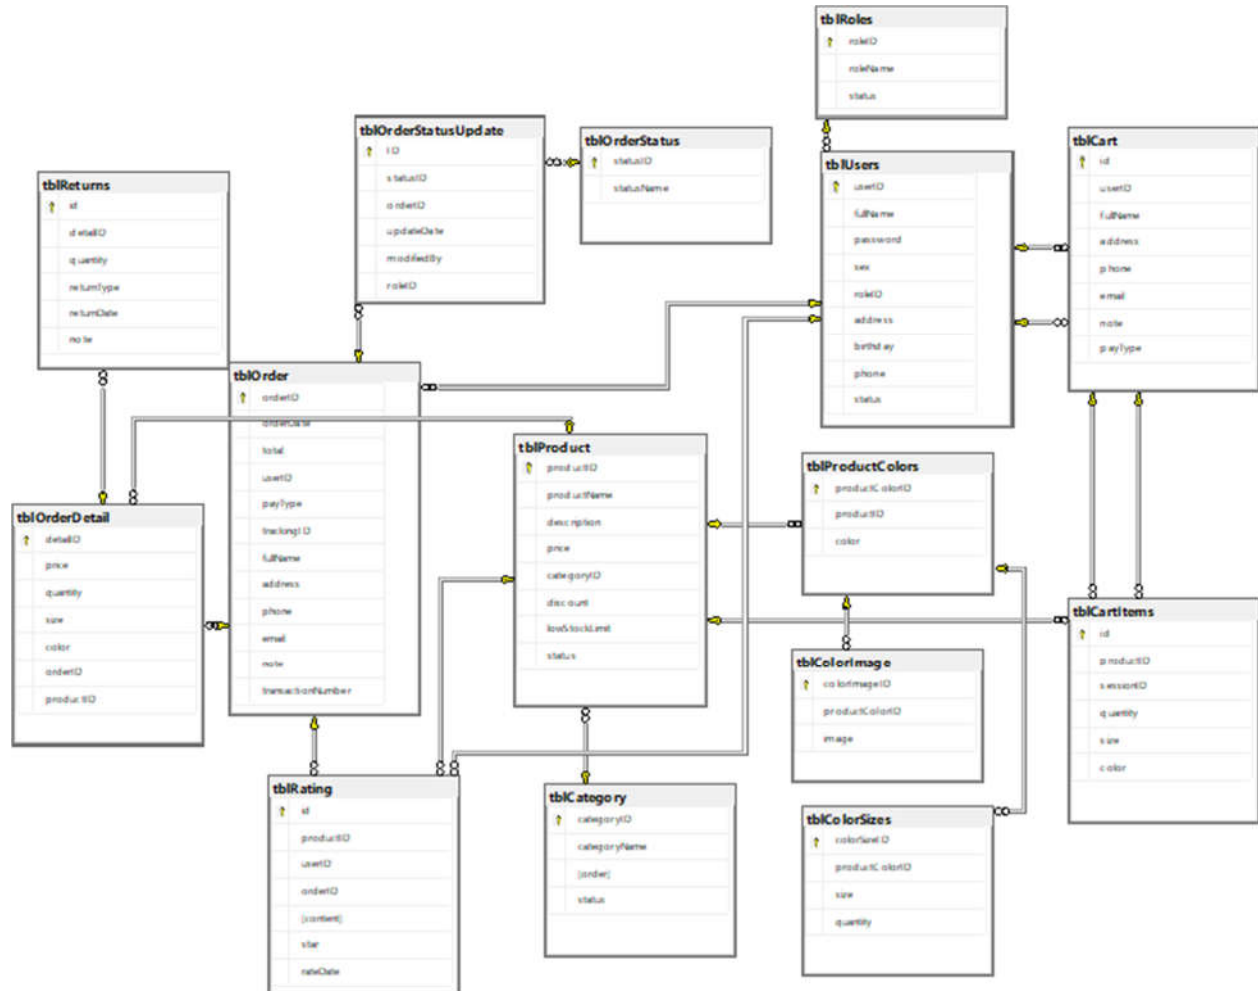 tblRoles
roleID
roleName
status
tblOrderStatusUpdate
ID
statusID
orderID
updateDate
modifiedBy
roleID
tblOrderStatus
statusID
statusName
tblUsers
userID
fullName
password
sex
roleID
address
birthday
phone
status
tblCart
id
userID
fullName
address
phone
email
note
payType
tblReturns
id
detailID
quantity
returnType
returnDate
note
tblOrder
orderID
orderDate
total
userID
payType
trackingID
fullName
address
phone
email
note
transactionNumber
tblProduct
productID
productName
description
price
categoryID
discount
lowStockLimit
status
tblProductColors
productColorID
productID
color
tblOrderDetail
detailID
price
quantity
size
color
orderID
productID
tblColorImage
colorImageID
productColorID
image
tblCartItems
id
productID
sessionID
quantity
size
color
tblRating
id
productID
userID
orderID
[content]
star
rateDate
tblCategory
categoryID
categoryName
[order]
status
tblColorSizes
colorSizeID
productColorID
size
quantity